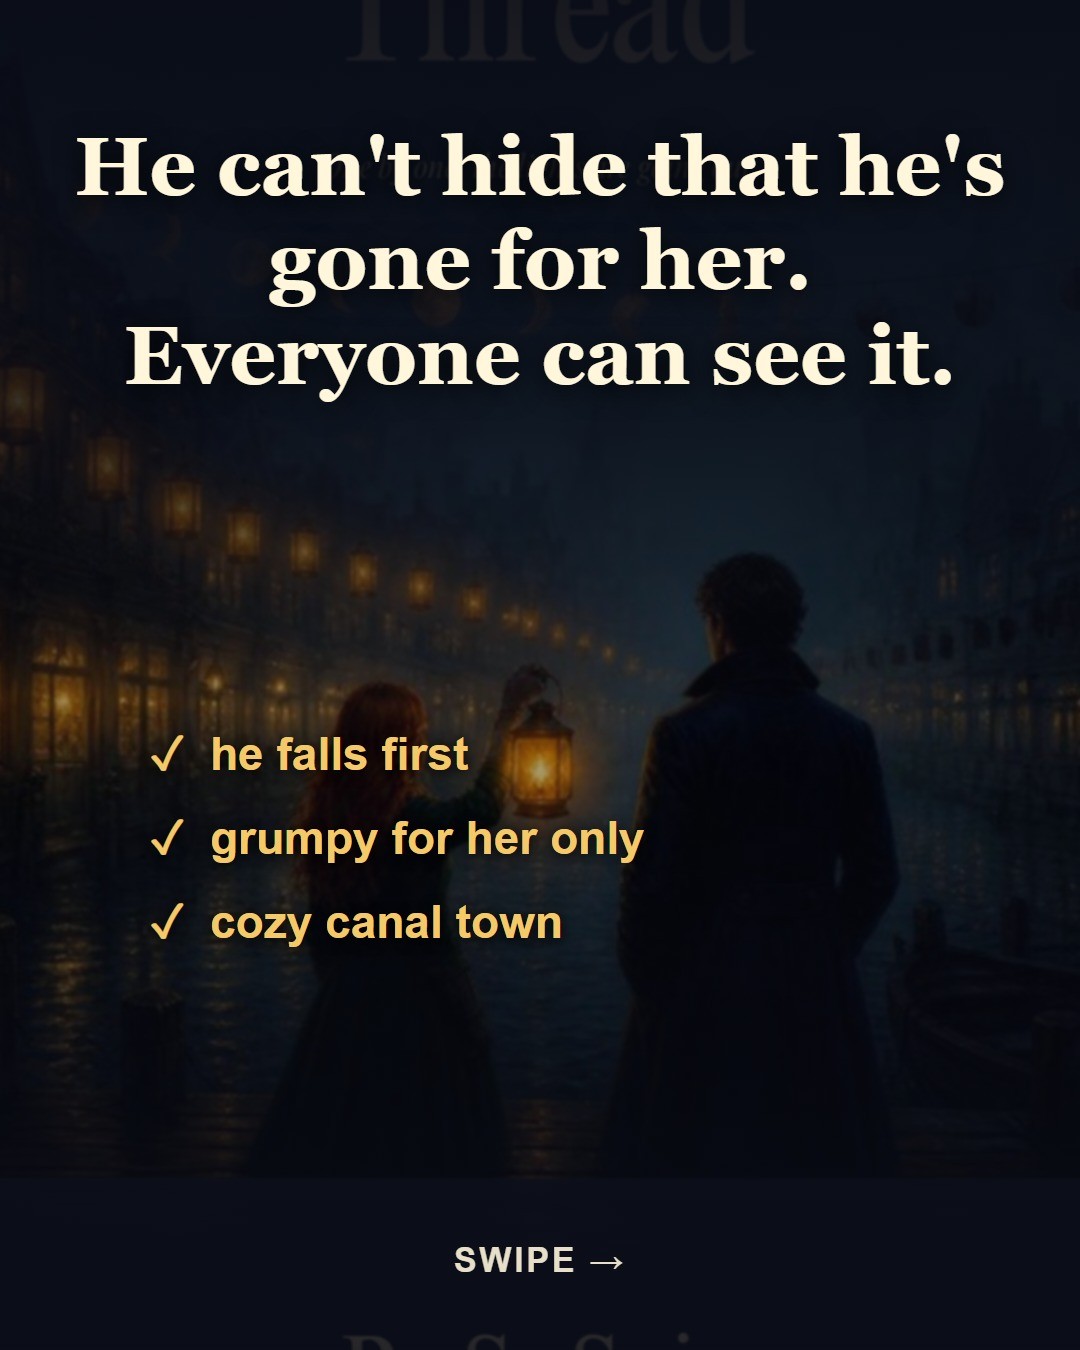 Thread
He can't hide that he's
gone for her.
Everyone can see it.
✓ he falls first
✓ grumpy for her only
✓ cozy canal town
SWIPE →